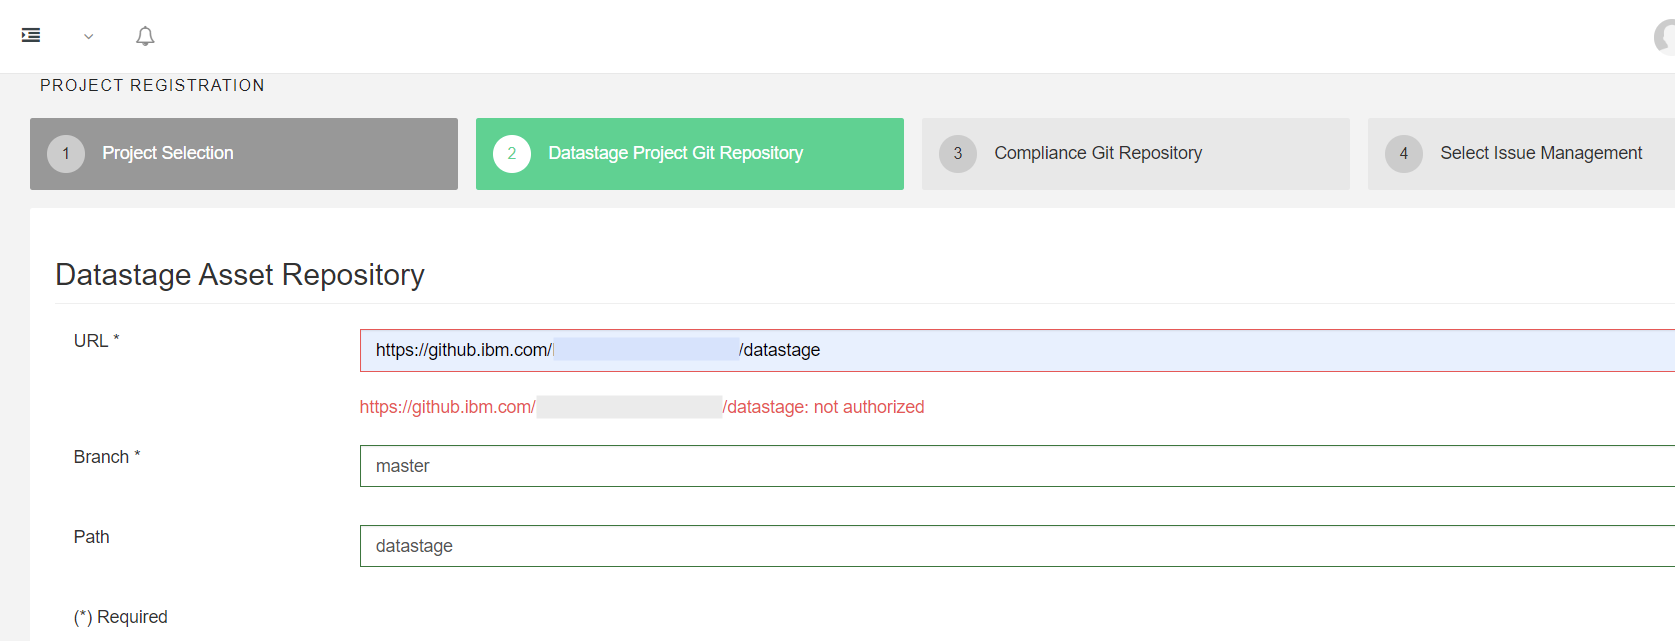 PROJECT REGISTRATION
1 Project Selection
2 Datastage Project Git Repository
3 Compliance Git Repository
4 Select Issue Management
Datastage Asset Repository
URL * https://github.ibm.com/ /datastage
https://github.ibm.com/ /datastage: not authorized
Branch * master
Path datastage
(*) Required